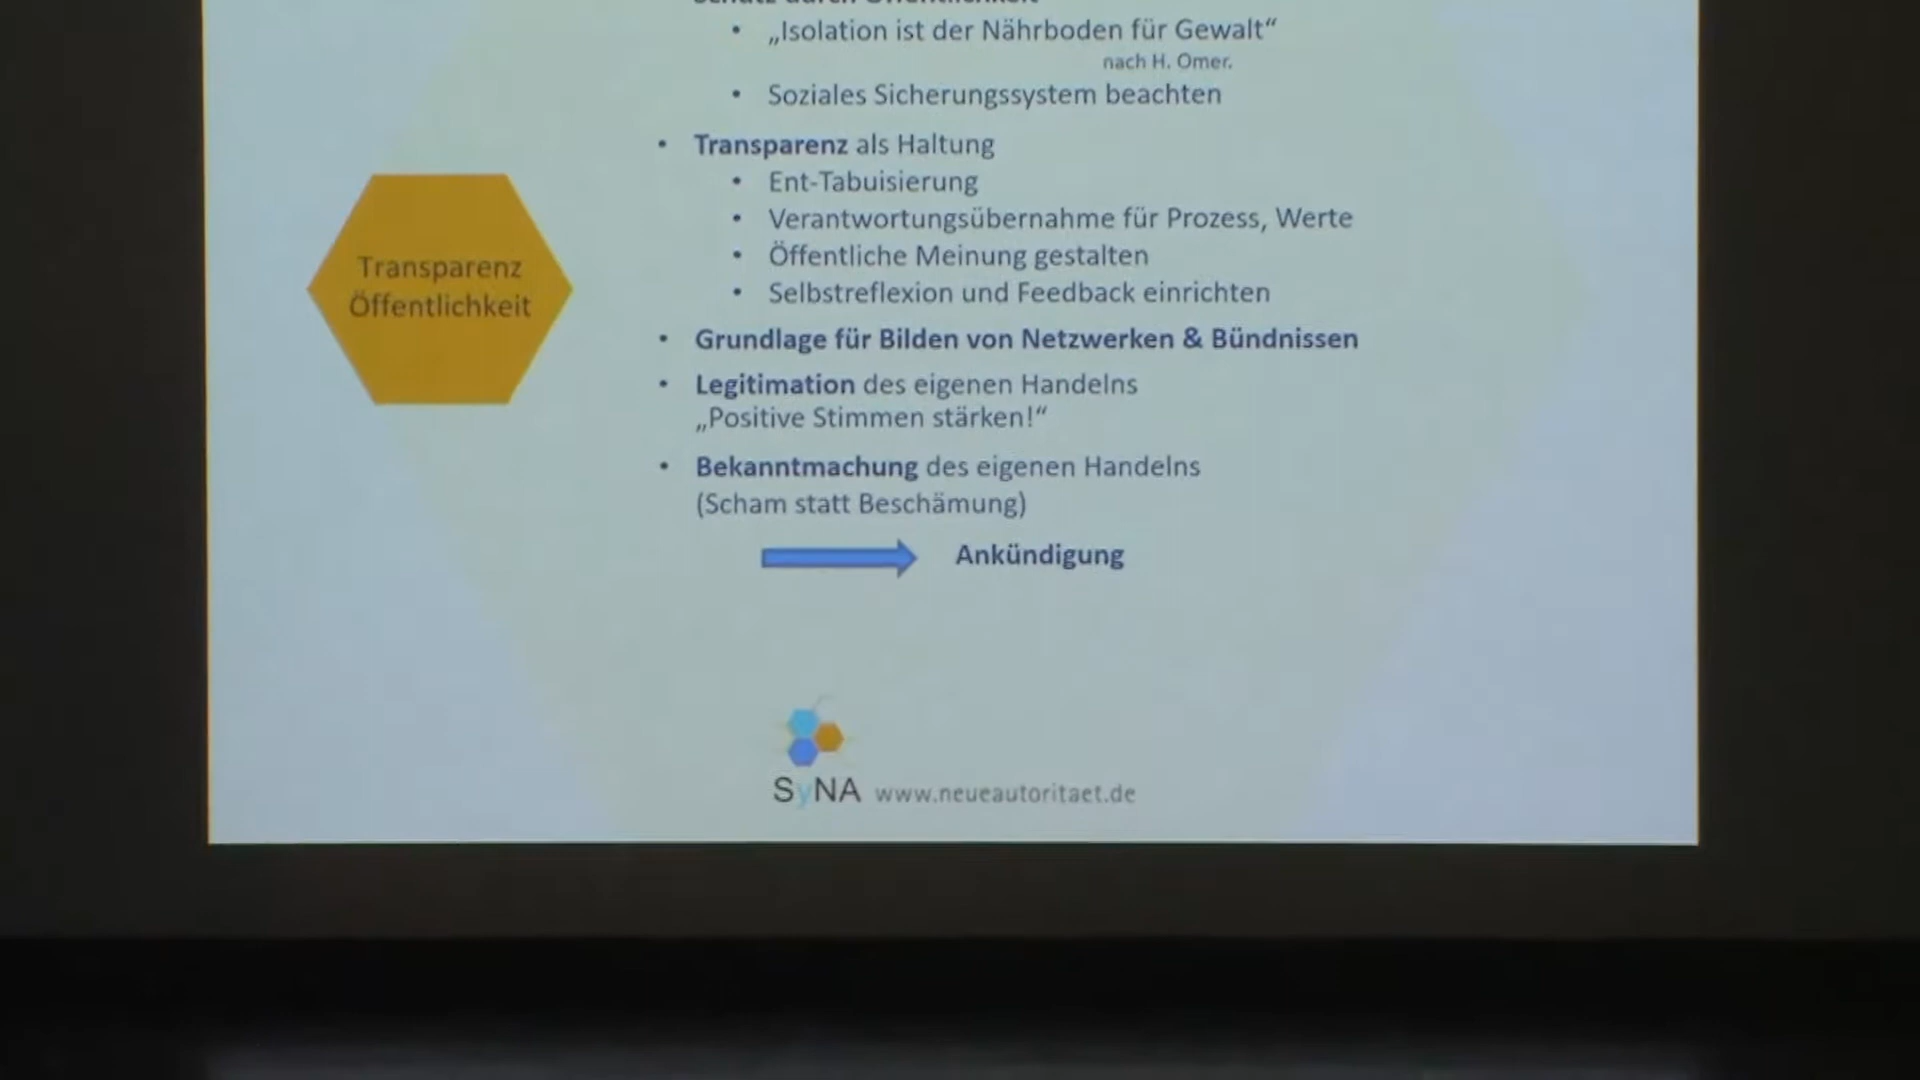 „Isolation ist der Nährboden für Gewalt“
nach H. Omer.
Soziales Sicherungssystem beachten
Transparenz als Haltung
Ent-Tabuisierung
Verantwortungsübernahme für Prozess, Werte
Öffentliche Meinung gestalten
Selbstreflexion und Feedback einrichten
Transparenz
Öffentlichkeit
Grundlage für Bilden von Netzwerken & Bündnissen
Legitimation des eigenen Handelns
„Positive Stimmen stärken!“
Bekanntmachung des eigenen Handelns
(Scham statt Beschämung)
Ankündigung
SyNA www.neueautoritaet.de